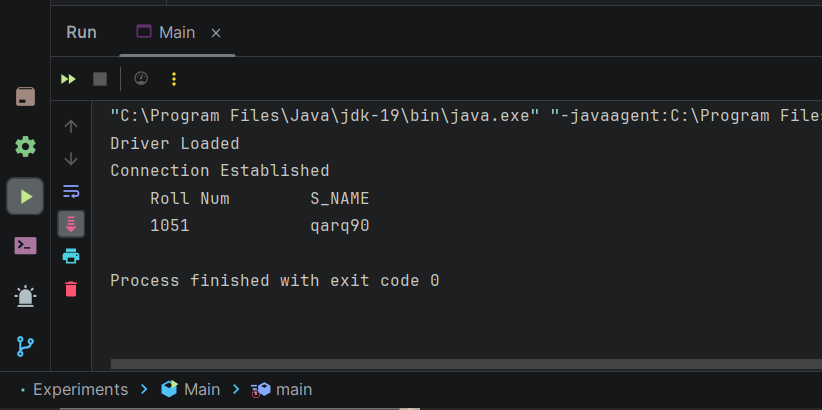 Run Main ×
"C:\Program Files\Java\jdk-19\bin\java.exe" "-javaagent:C:\Program Files
Driver Loaded
Connection Established
Roll Num S_NAME
1051 qarq90
Process finished with exit code 0
Experiments > Main > main